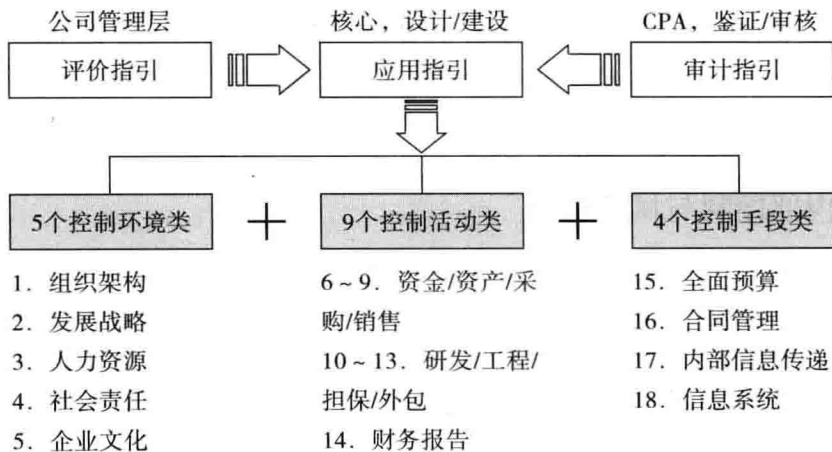 公司管理层
核心,设计/建设
CPA,鉴证/审核
评价指引
应用指引
审计指引
5个控制环境类
+
9个控制活动类
+
4个控制手段类
1. 组织架构
2. 发展战略
3. 人力资源
4. 社会责任
5. 企业文化
6~9. 资金/资产/采
购/销售
10~13. 研发/工程/
担保/外包
14. 财务报告
15. 全面预算
16. 合同管理
17. 内部信息传递
18. 信息系统